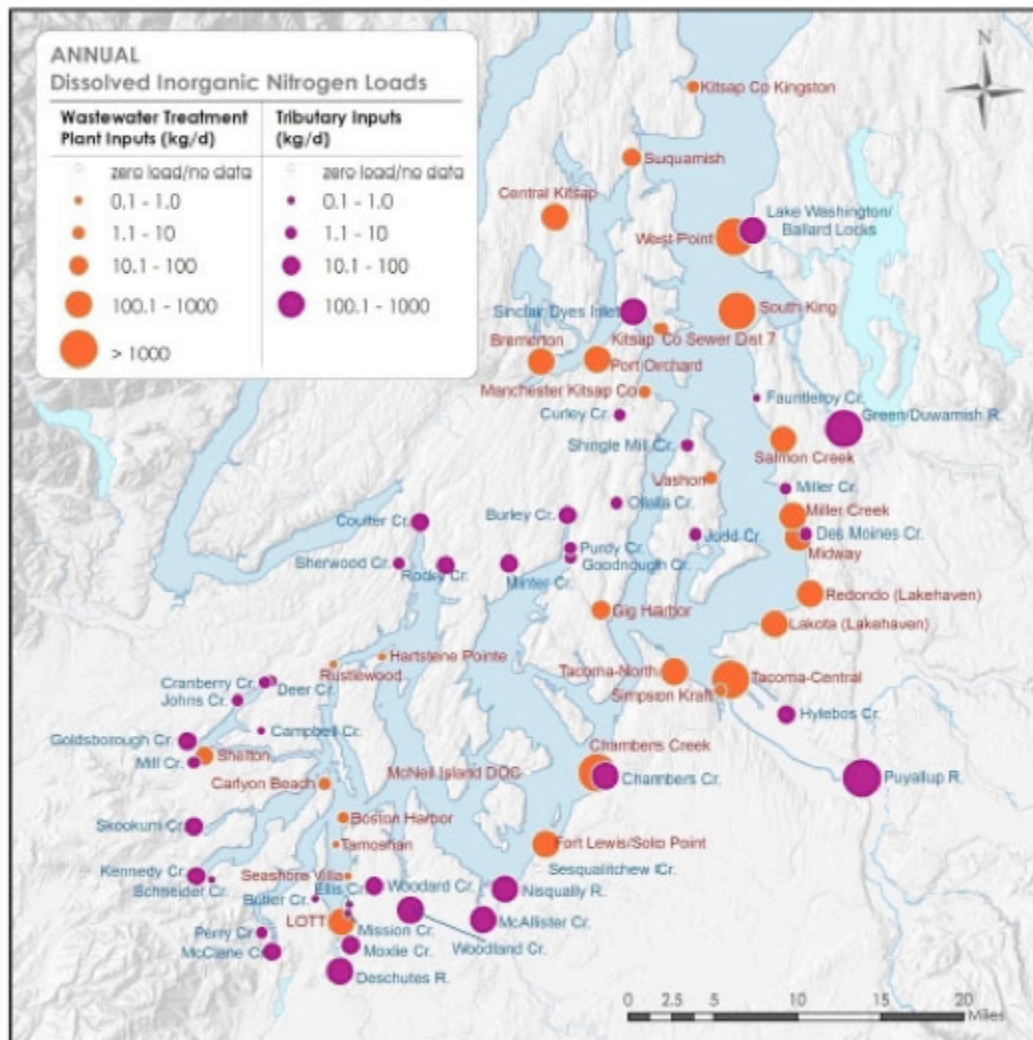 ANNUAL
Dissolved Inorganic Nitrogen Loads
Wastewater Treatment
Plant Inputs (kg/d)
Tributary Inputs
(kg/d)
zero load/no data
zero load/no data
0.1 - 1.0
0.1 - 1.0
1.1 - 10
1.1 - 10
10.1 - 100
10.1 - 100
100.1 - 1000
100.1 - 1000
> 1000
N
Kitsap Co Kingston
Suquamish
Central Kitsap
Lake Washington/
Ballard Locks
West Point
South King
Sinclair Dyes Inlet
Kitsap Co Sewer Dist 7
Bremerton
Port Orchard
Manchester Kitsap Co
Fauntleroy Cr.
Curley Cr.
Green/Duwamish R.
Shingle Mill Cr.
Salmon Creek
Vashon
Miller Cr.
Olalla Cr.
Miller Creek
Burley Cr.
Coulter Cr.
Judd Cr.
Des Moines Cr.
Purdy Cr.
Midway
Sherwood Cr.
Rocky Cr.
Minter Cr.
Goodnough Cr.
Redondo (Lakehaven)
Gig Harbor
Lakota (Lakehaven)
Hartstene Pointe
Rustlewood
Tacoma-North
Tacoma-Central
Cranberry Cr.
Deer Cr.
Simpson Kraft
Johns Cr.
Hylebos Cr.
Campbell Cr.
Goldsborough Cr.
Shelton
Chambers Creek
Mill Cr.
McNeil Island DOC
Chambers Cr.
Puyallup R.
Carlyon Beach
Boston Harbor
Skookum Cr.
Tamoshan
Fort Lewis/Solo Point
Kennedy Cr.
Seashore Villa
Sesqualitchew Cr.
Schneider Cr.
Ellis Cr.
Woodard Cr.
Nisqually R.
Butler Cr.
LOTT
McAllister Cr.
Perry Cr
Mission Cr.
Woodland Cr.
McClane Cr.
Moxlie Cr.
Deschutes R.
0 2.5 5 10 15 20
Miles